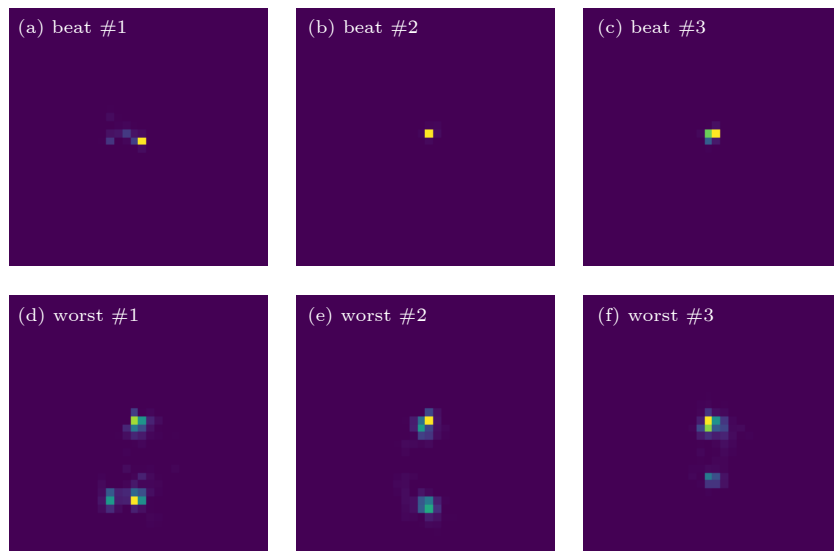 (a) beat #1
(b) beat #2
(c) beat #3
(d) worst #1
(e) worst #2
(f) worst #3